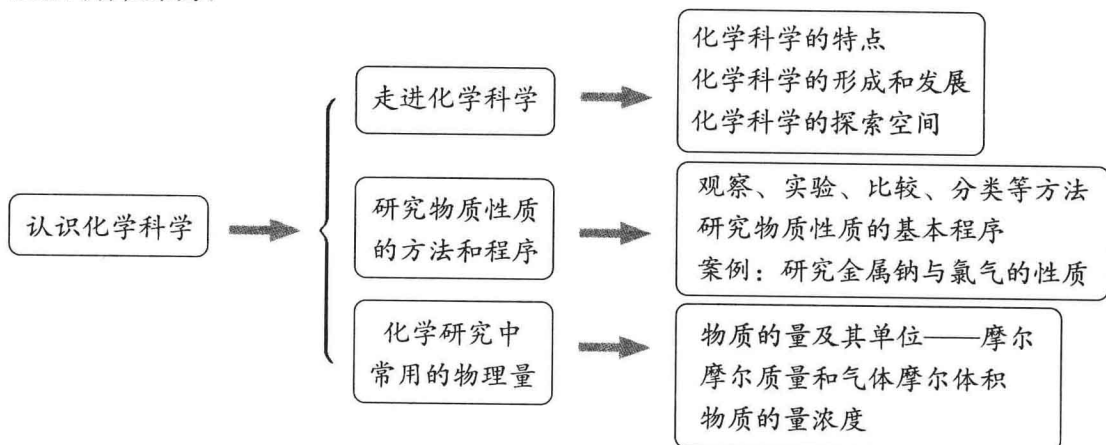 认识化学科学
走进化学科学
化学科学的特点
化学科学的形成和发展
化学科学的探索空间
研究物质性质
的方法和程序
观察、实验、比较、分类等方法
研究物质性质的基本程序
案例：研究金属钠与氯气的性质
化学研究中
常用的物理量
物质的量及其单位——摩尔
摩尔质量和气体摩尔体积
物质的量浓度